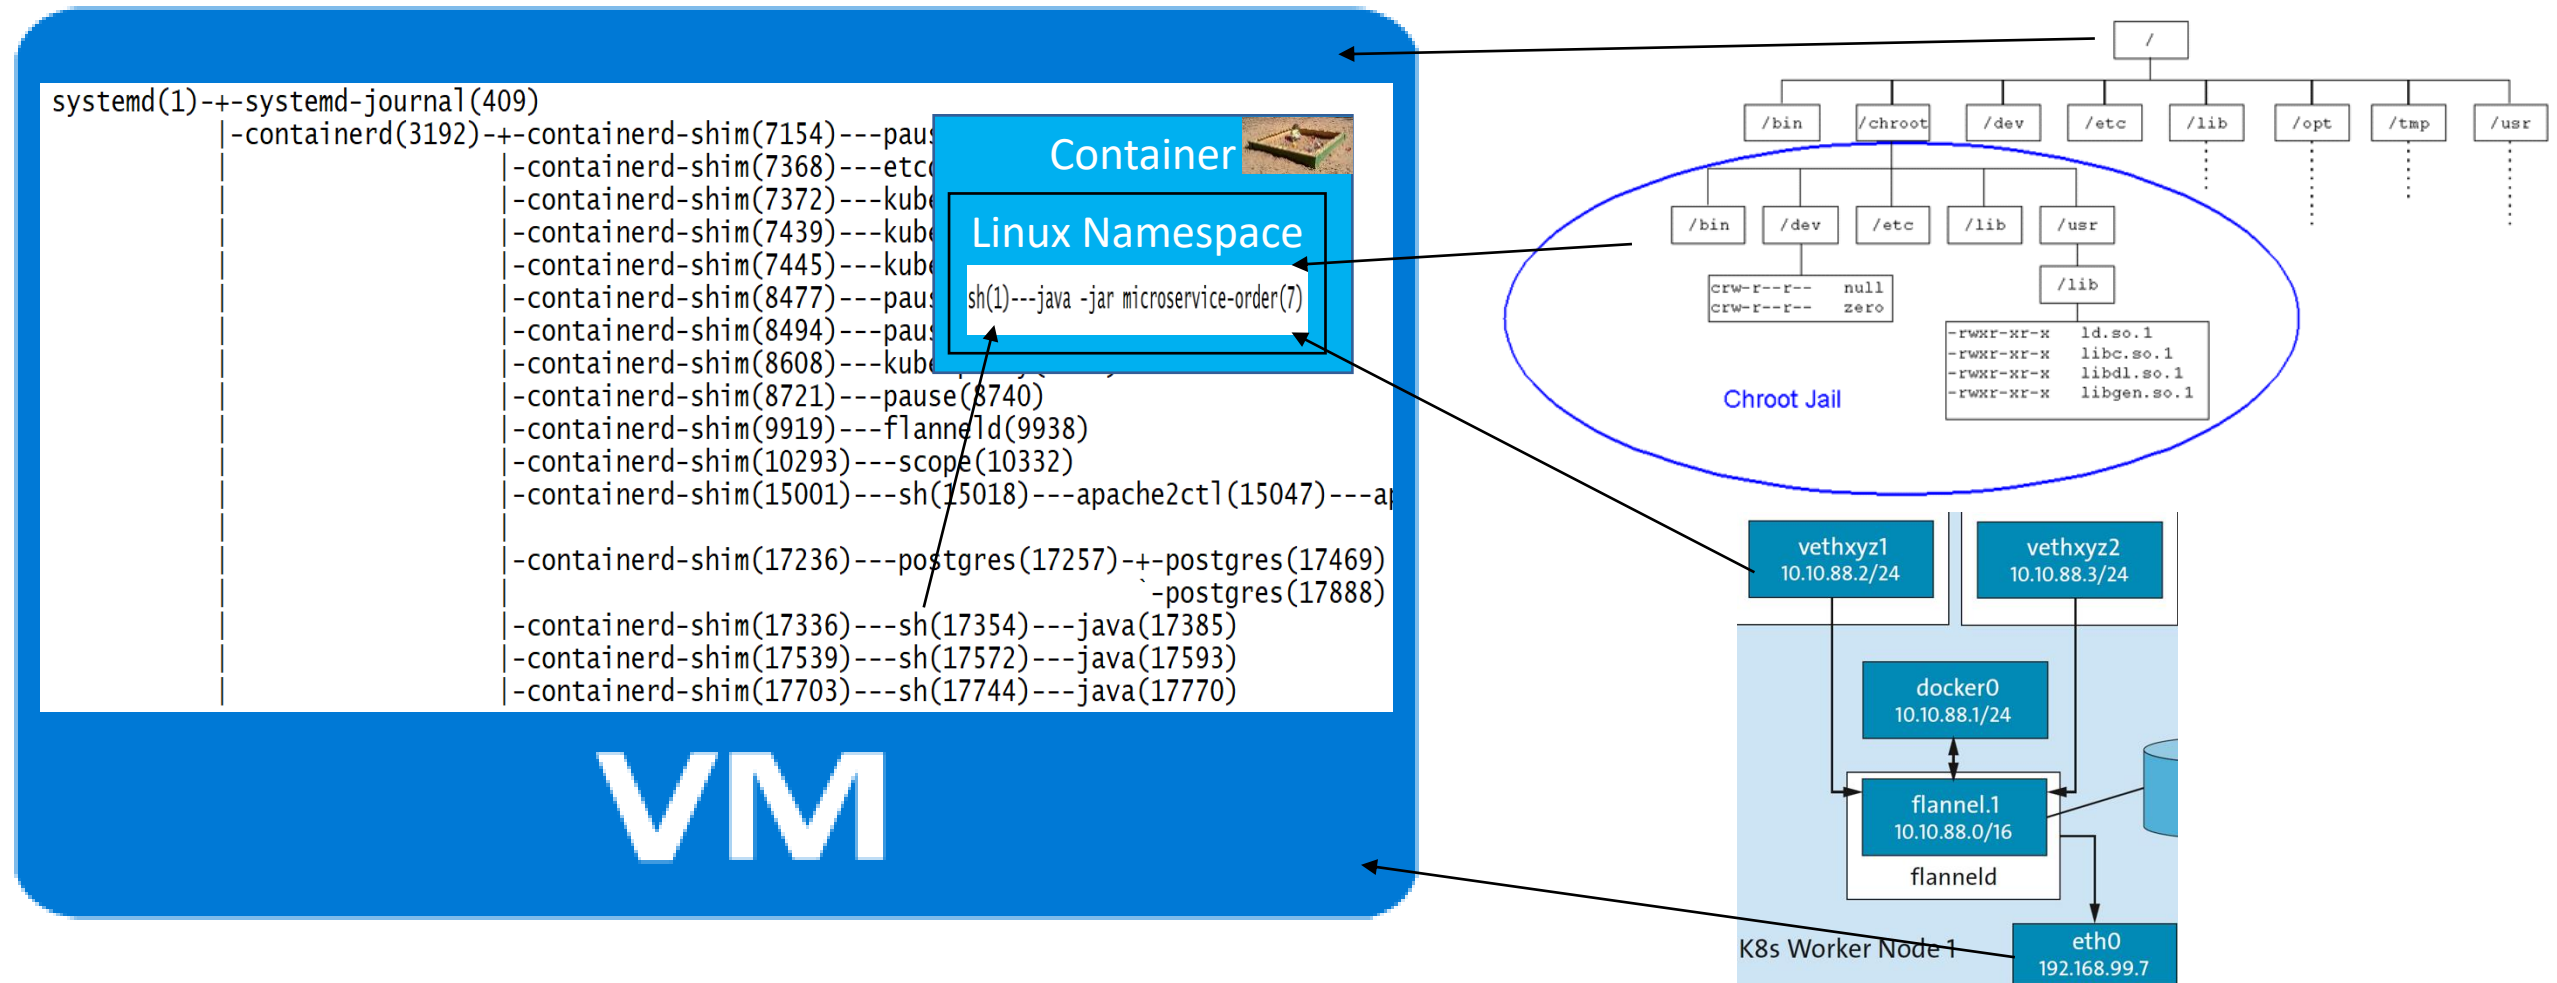 systemd(1)-+-systemd-journal(409)
|-containerd(3192)-+-containerd-shim(7154)---paus
|-containerd-shim(7368)---etcd
|-containerd-shim(7372)---kube
|-containerd-shim(7439)---kube
|-containerd-shim(7445)---kube
|-containerd-shim(8477)---paus
|-containerd-shim(8494)---paus
|-containerd-shim(8608)---kube
|-containerd-shim(8721)---pause(8740)
|-containerd-shim(9919)---flanneld(9938)
|-containerd-shim(10293)---scope(10332)
|-containerd-shim(15001)---sh(15018)---apache2ctl(15047)---ap
|-containerd-shim(17236)---postgres(17257)-+-postgres(17469)
`-postgres(17888)
|-containerd-shim(17336)---sh(17354)---java(17385)
|-containerd-shim(17539)---sh(17572)---java(17593)
|-containerd-shim(17703)---sh(17744)---java(17770)
Container
Linux Namespace
sh(1)---java -jar microservice-order(7)
VM
/
/bin
/chroot
/dev
/etc
/lib
/opt
/tmp
/usr
/bin
/dev
/etc
/lib
/usr
/lib
crw-r--r-- null
crw-r--r-- zero
-rwxr-xr-x ld.so.1
-rwxr-xr-x libc.so.1
-rwxr-xr-x libdl.so.1
-rwxr-xr-x libgen.so.1
Chroot Jail
vethxyz1
10.10.88.2/24
vethxyz2
10.10.88.3/24
docker0
10.10.88.1/24
flannel.1
10.10.88.0/16
flanneld
K8s Worker Node 1
eth0
192.168.99.7